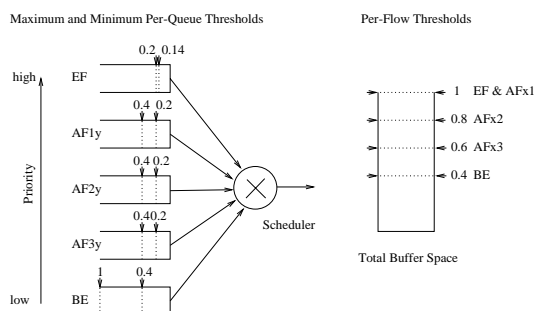 Maximum and Minimum Per-Queue Thresholds
Per-Flow Thresholds
0.2 0.14
high
EF
0.4 0.2
AF1y
0.4 0.2
AF2y
0.40.2
AF3y
1 0.4
low
BE
Priority
Scheduler
1 EF & AFx1
0.8 AFx2
0.6 AFx3
0.4 BE
Total Buffer Space